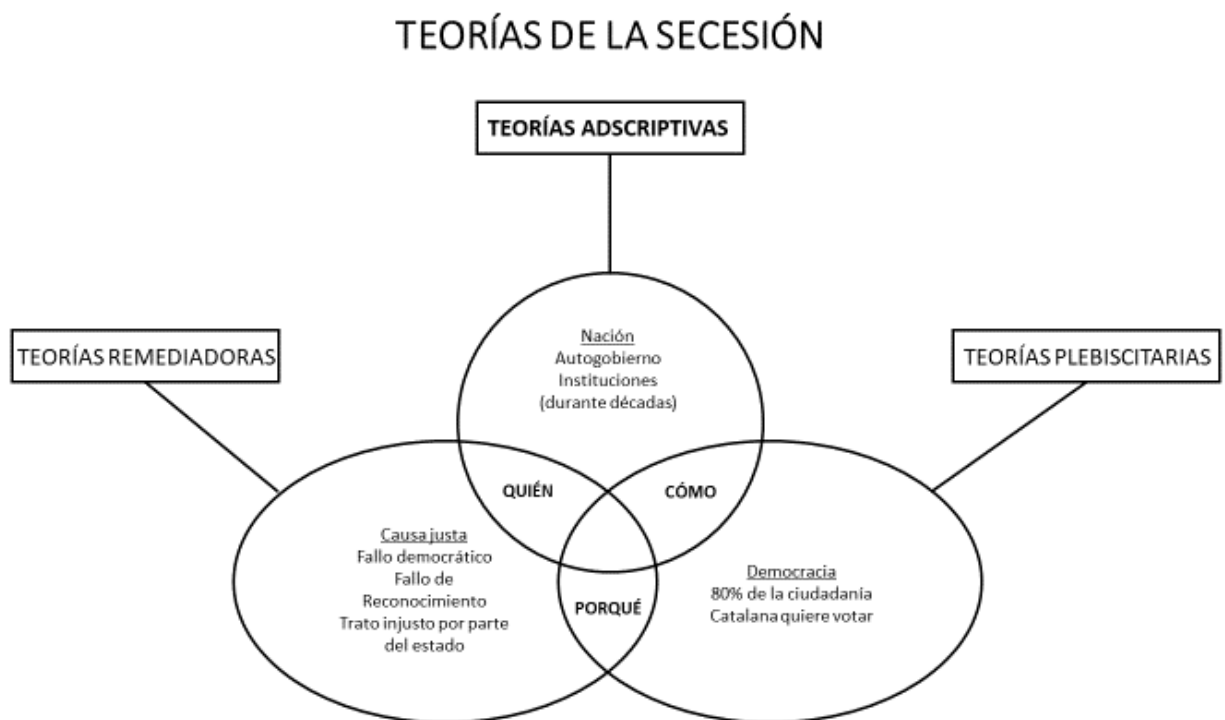 TEORÍAS DE LA SECESIÓN
TEORÍAS ADSCRIPTIVAS
TEORÍAS REMEDIADORAS
TEORÍAS PLEBISCITARIAS
Nación
Autogobierno
Instituciones
(durante décadas)
QUIÉN
CÓMO
Causa justa
Fallo democrático
Fallo de
Reconocimiento
Trato injusto por parte
del estado
PORQUÉ
Democracia
80% de la ciudadanía
Catalana quiere votar